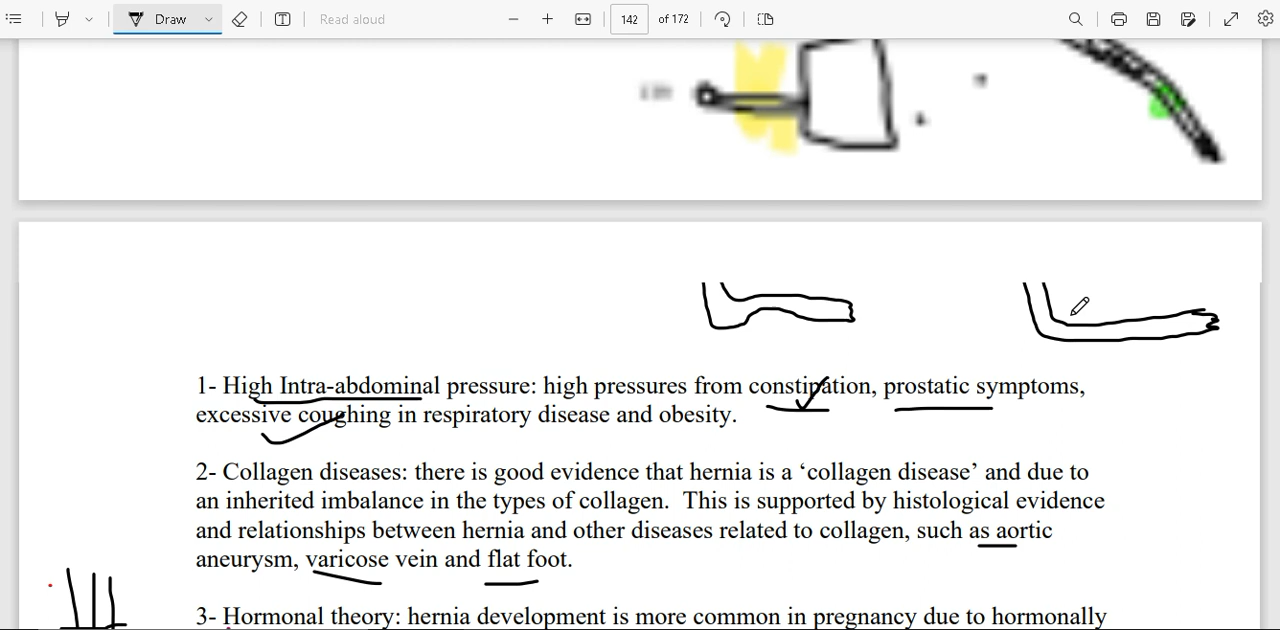 Draw
Read aloud
142 of 172
1- High Intra-abdominal pressure: high pressures from constipation, prostatic symptoms,
excessive coughing in respiratory disease and obesity.
2- Collagen diseases: there is good evidence that hernia is a ‘collagen disease’ and due to
an inherited imbalance in the types of collagen. This is supported by histological evidence
and relationships between hernia and other diseases related to collagen, such as aortic
aneurysm, varicose vein and flat foot.
3- Hormonal theory: hernia development is more common in pregnancy due to hormonally